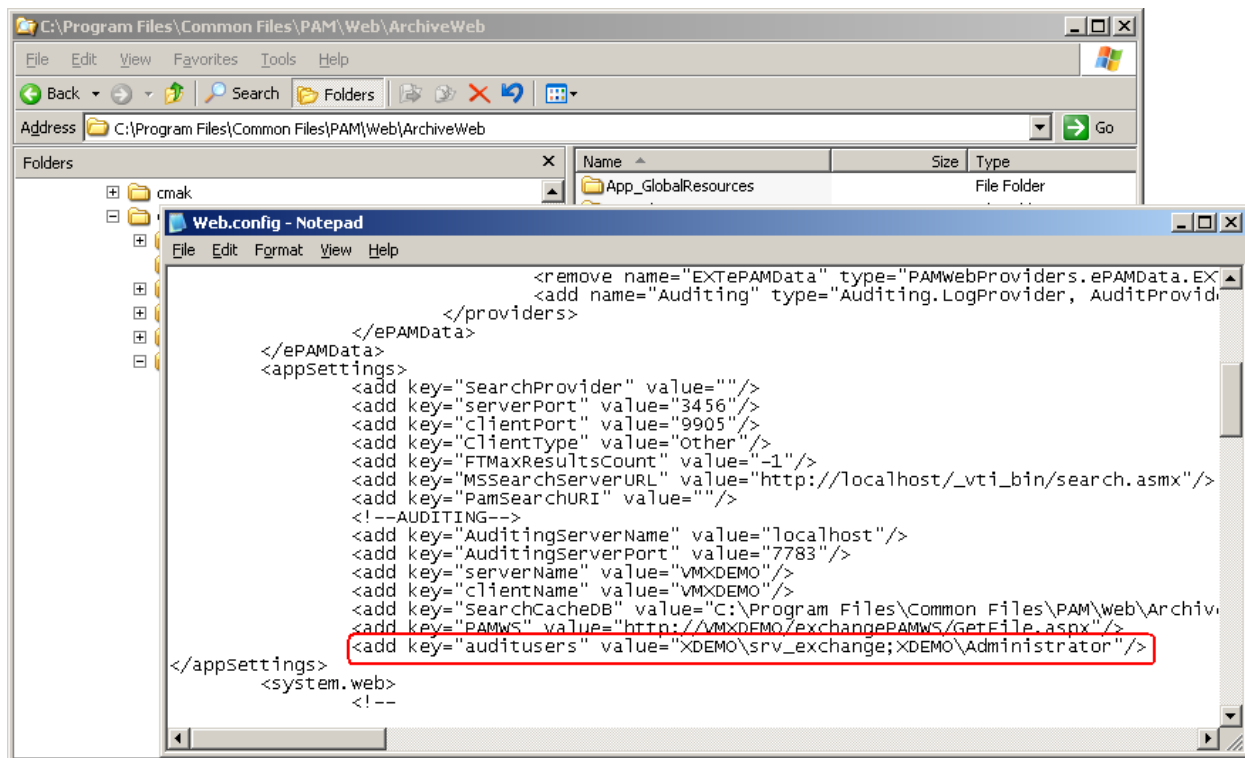 C:\Program Files\Common Files\PAM\Web\ArchiveWeb
File Edit View Favorites Tools Help
Back Search Folders
Address C:\Program Files\Common Files\PAM\Web\ArchiveWeb Go
Folders Name Size Type
cmak App_GlobalResources File Folder
Web.config - Notepad
File Edit Format View Help
<remove name="EXTePAMData" type="PAMWebProviders.ePAMData.EXT
<add name="Auditing" type="Auditing.LogProvider, AuditProvid
</providers>
</ePAMData>
</ePAMData>
<appSettings>
<add key="SearchProvider" value=""/>
<add key="serverPort" value="3456"/>
<add key="clientPort" value="9905"/>
<add key="ClientType" value="Other"/>
<add key="FTMaxResultsCount" value="-1"/>
<add key="MSSearchServerURL" value="http://localhost/_vti_bin/search.asmx"/>
<add key="PamSearchURI" value=""/>
<!--AUDITING-->
<add key="AuditingServerName" value="localhost"/>
<add key="AuditingServerPort" value="7783"/>
<add key="serverName" value="VMXDEMO"/>
<add key="clientName" value="VMXDEMO"/>
<add key="SearchCacheDB" value="C:\Program Files\Common Files\PAM\Web\Archiv
<add key="PAMWS" value="http://VMXDEMO/exchangePAMWS/GetFile.aspx"/>
<add key="auditusers" value="XDEMO\srv_exchange;XDEMO\Administrator"/>
</appSettings>
<system.web>
<!--